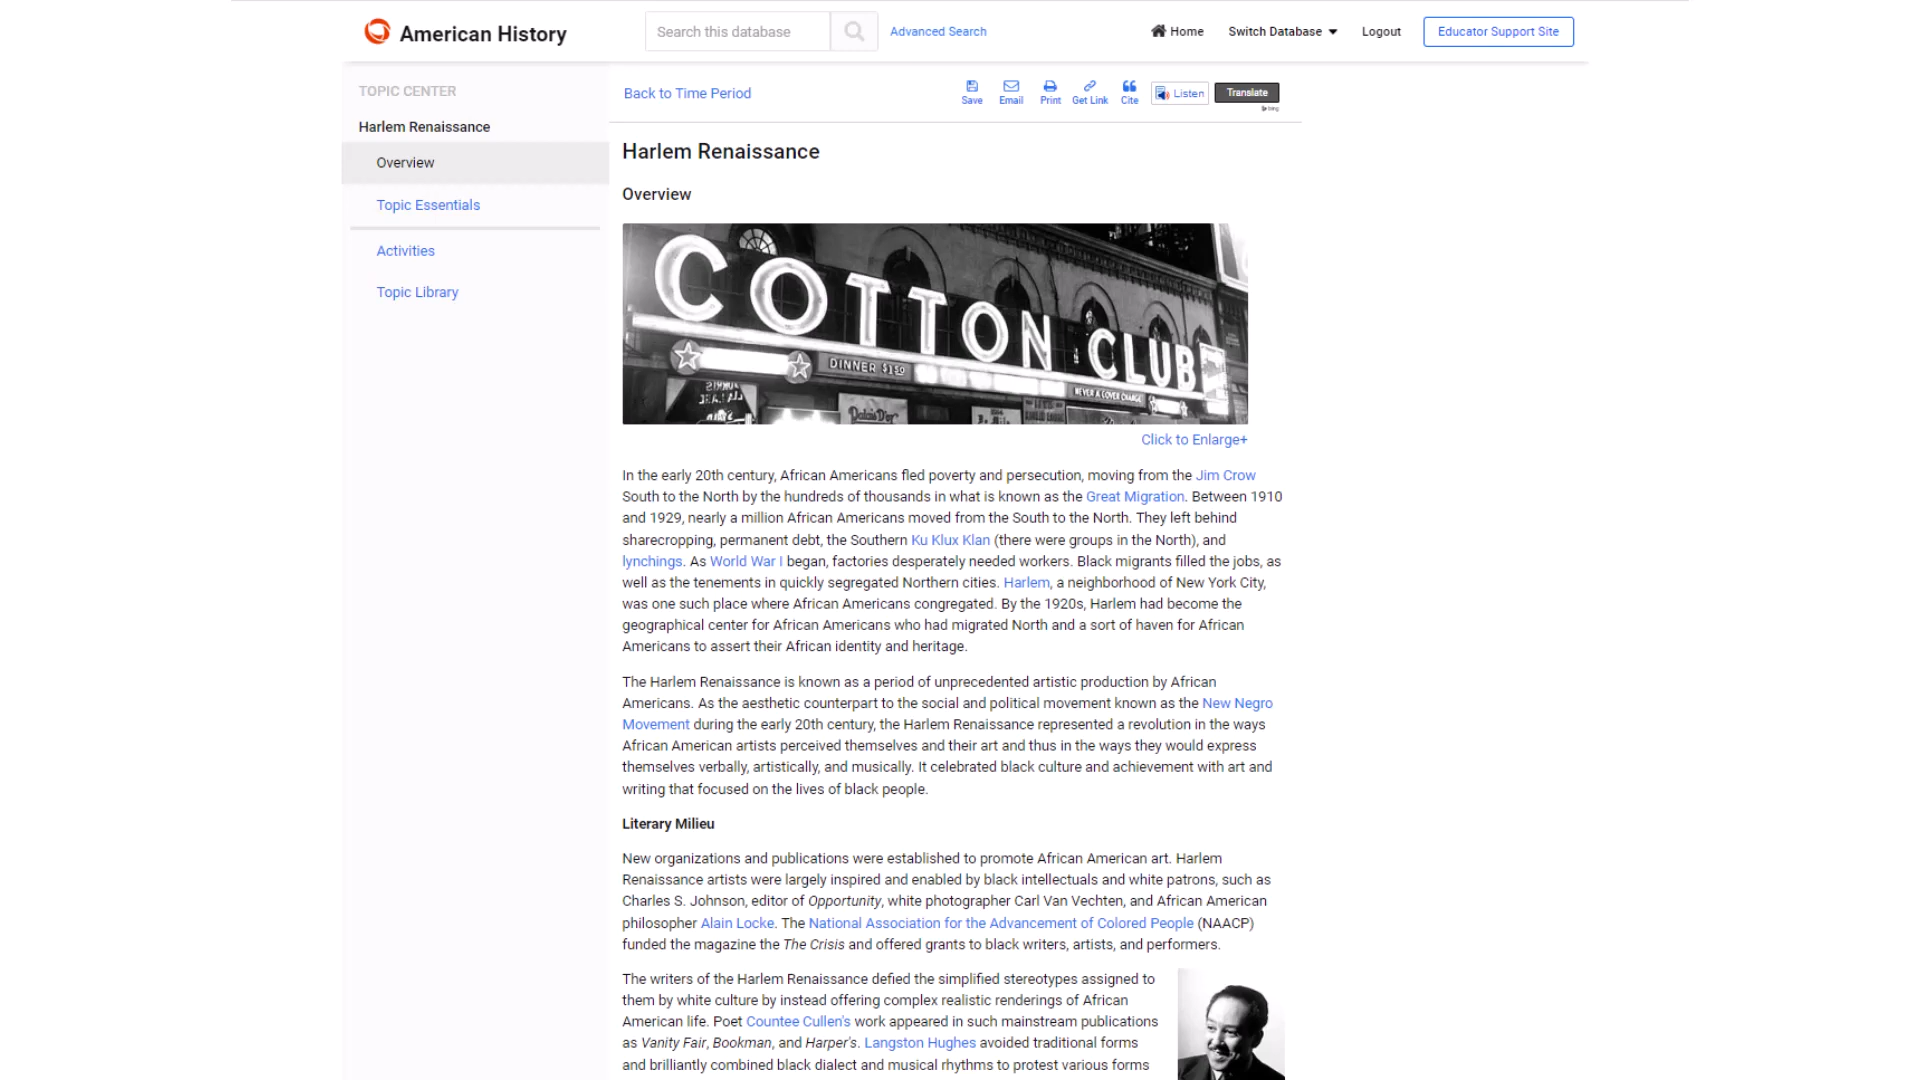 American History
Search this database
Advanced Search
Home
Switch Database
Logout
Educator Support Site
TOPIC CENTER
Harlem Renaissance
Overview
Topic Essentials
Activities
Topic Library
Back to Time Period
Save
Email
Print
Get Link
Cite
Listen
Translate
bing
Harlem Renaissance
Overview
COTTON CLUB
DINNER $1.50
NEVER A COVER CHARGE
Palais D'or
Click to Enlarge+
In the early 20th century, African Americans fled poverty and persecution, moving from the Jim Crow
South to the North by the hundreds of thousands in what is known as the Great Migration. Between 1910
and 1929, nearly a million African Americans moved from the South to the North. They left behind
sharecropping, permanent debt, the Southern Ku Klux Klan (there were groups in the North), and
lynchings. As World War I began, factories desperately needed workers. Black migrants filled the jobs, as
well as the tenements in quickly segregated Northern cities. Harlem, a neighborhood of New York City,
was one such place where African Americans congregated. By the 1920s, Harlem had become the
geographical center for African Americans who had migrated North and a sort of haven for African
Americans to assert their African identity and heritage.
The Harlem Renaissance is known as a period of unprecedented artistic production by African
Americans. As the aesthetic counterpart to the social and political movement known as the New Negro
Movement during the early 20th century, the Harlem Renaissance represented a revolution in the ways
African American artists perceived themselves and their art and thus in the ways they would express
themselves verbally, artistically, and musically. It celebrated black culture and achievement with art and
writing that focused on the lives of black people.
Literary Milieu
New organizations and publications were established to promote African American art. Harlem
Renaissance artists were largely inspired and enabled by black intellectuals and white patrons, such as
Charles S. Johnson, editor of Opportunity, white photographer Carl Van Vechten, and African American
philosopher Alain Locke. The National Association for the Advancement of Colored People (NAACP)
funded the magazine the The Crisis and offered grants to black writers, artists, and performers.
The writers of the Harlem Renaissance defied the simplified stereotypes assigned to
them by white culture by instead offering complex realistic renderings of African
American life. Poet Countee Cullen's work appeared in such mainstream publications
as Vanity Fair, Bookman, and Harper's. Langston Hughes avoided traditional forms
and brilliantly combined black dialect and musical rhythms to protest various forms